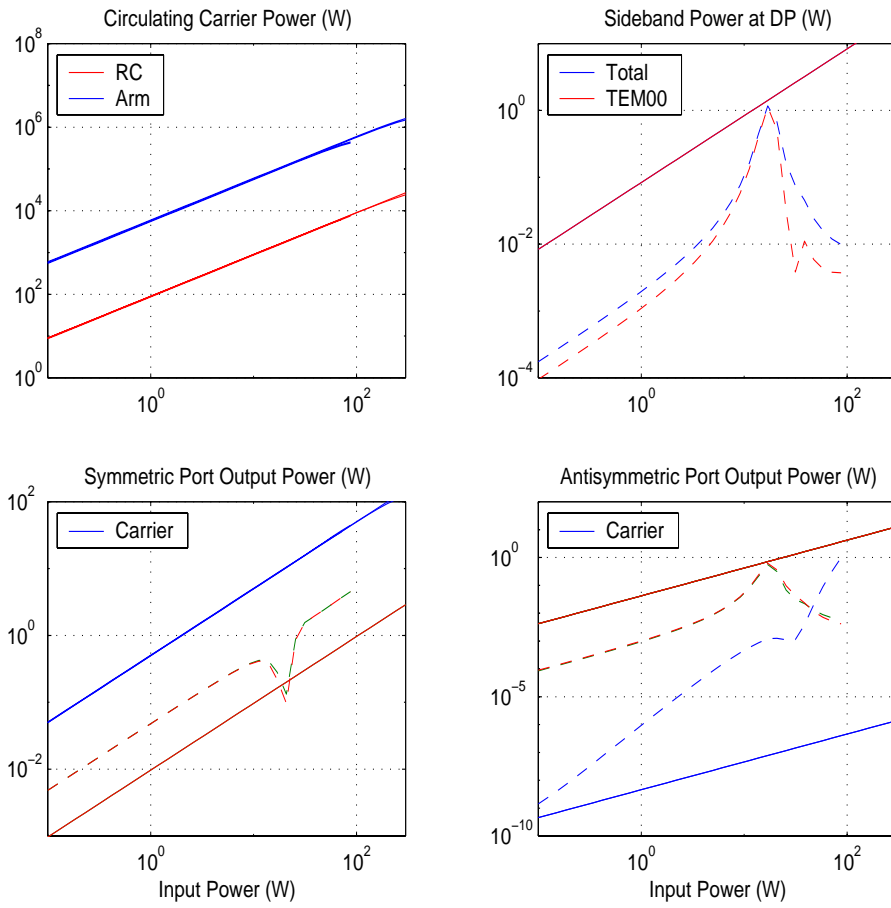 Circulating Carrier Power (W)
10^8
10^6
10^4
10^2
10^0
RC
Arm
10^0
10^2
Sideband Power at DP (W)
10^0
10^-2
10^-4
Total
TEM00
10^0
10^2
Symmetric Port Output Power (W)
10^2
10^0
10^-2
Carrier
10^0
10^2
Input Power (W)
Antisymmetric Port Output Power (W)
10^0
10^-5
10^-10
Carrier
10^0
10^2
Input Power (W)